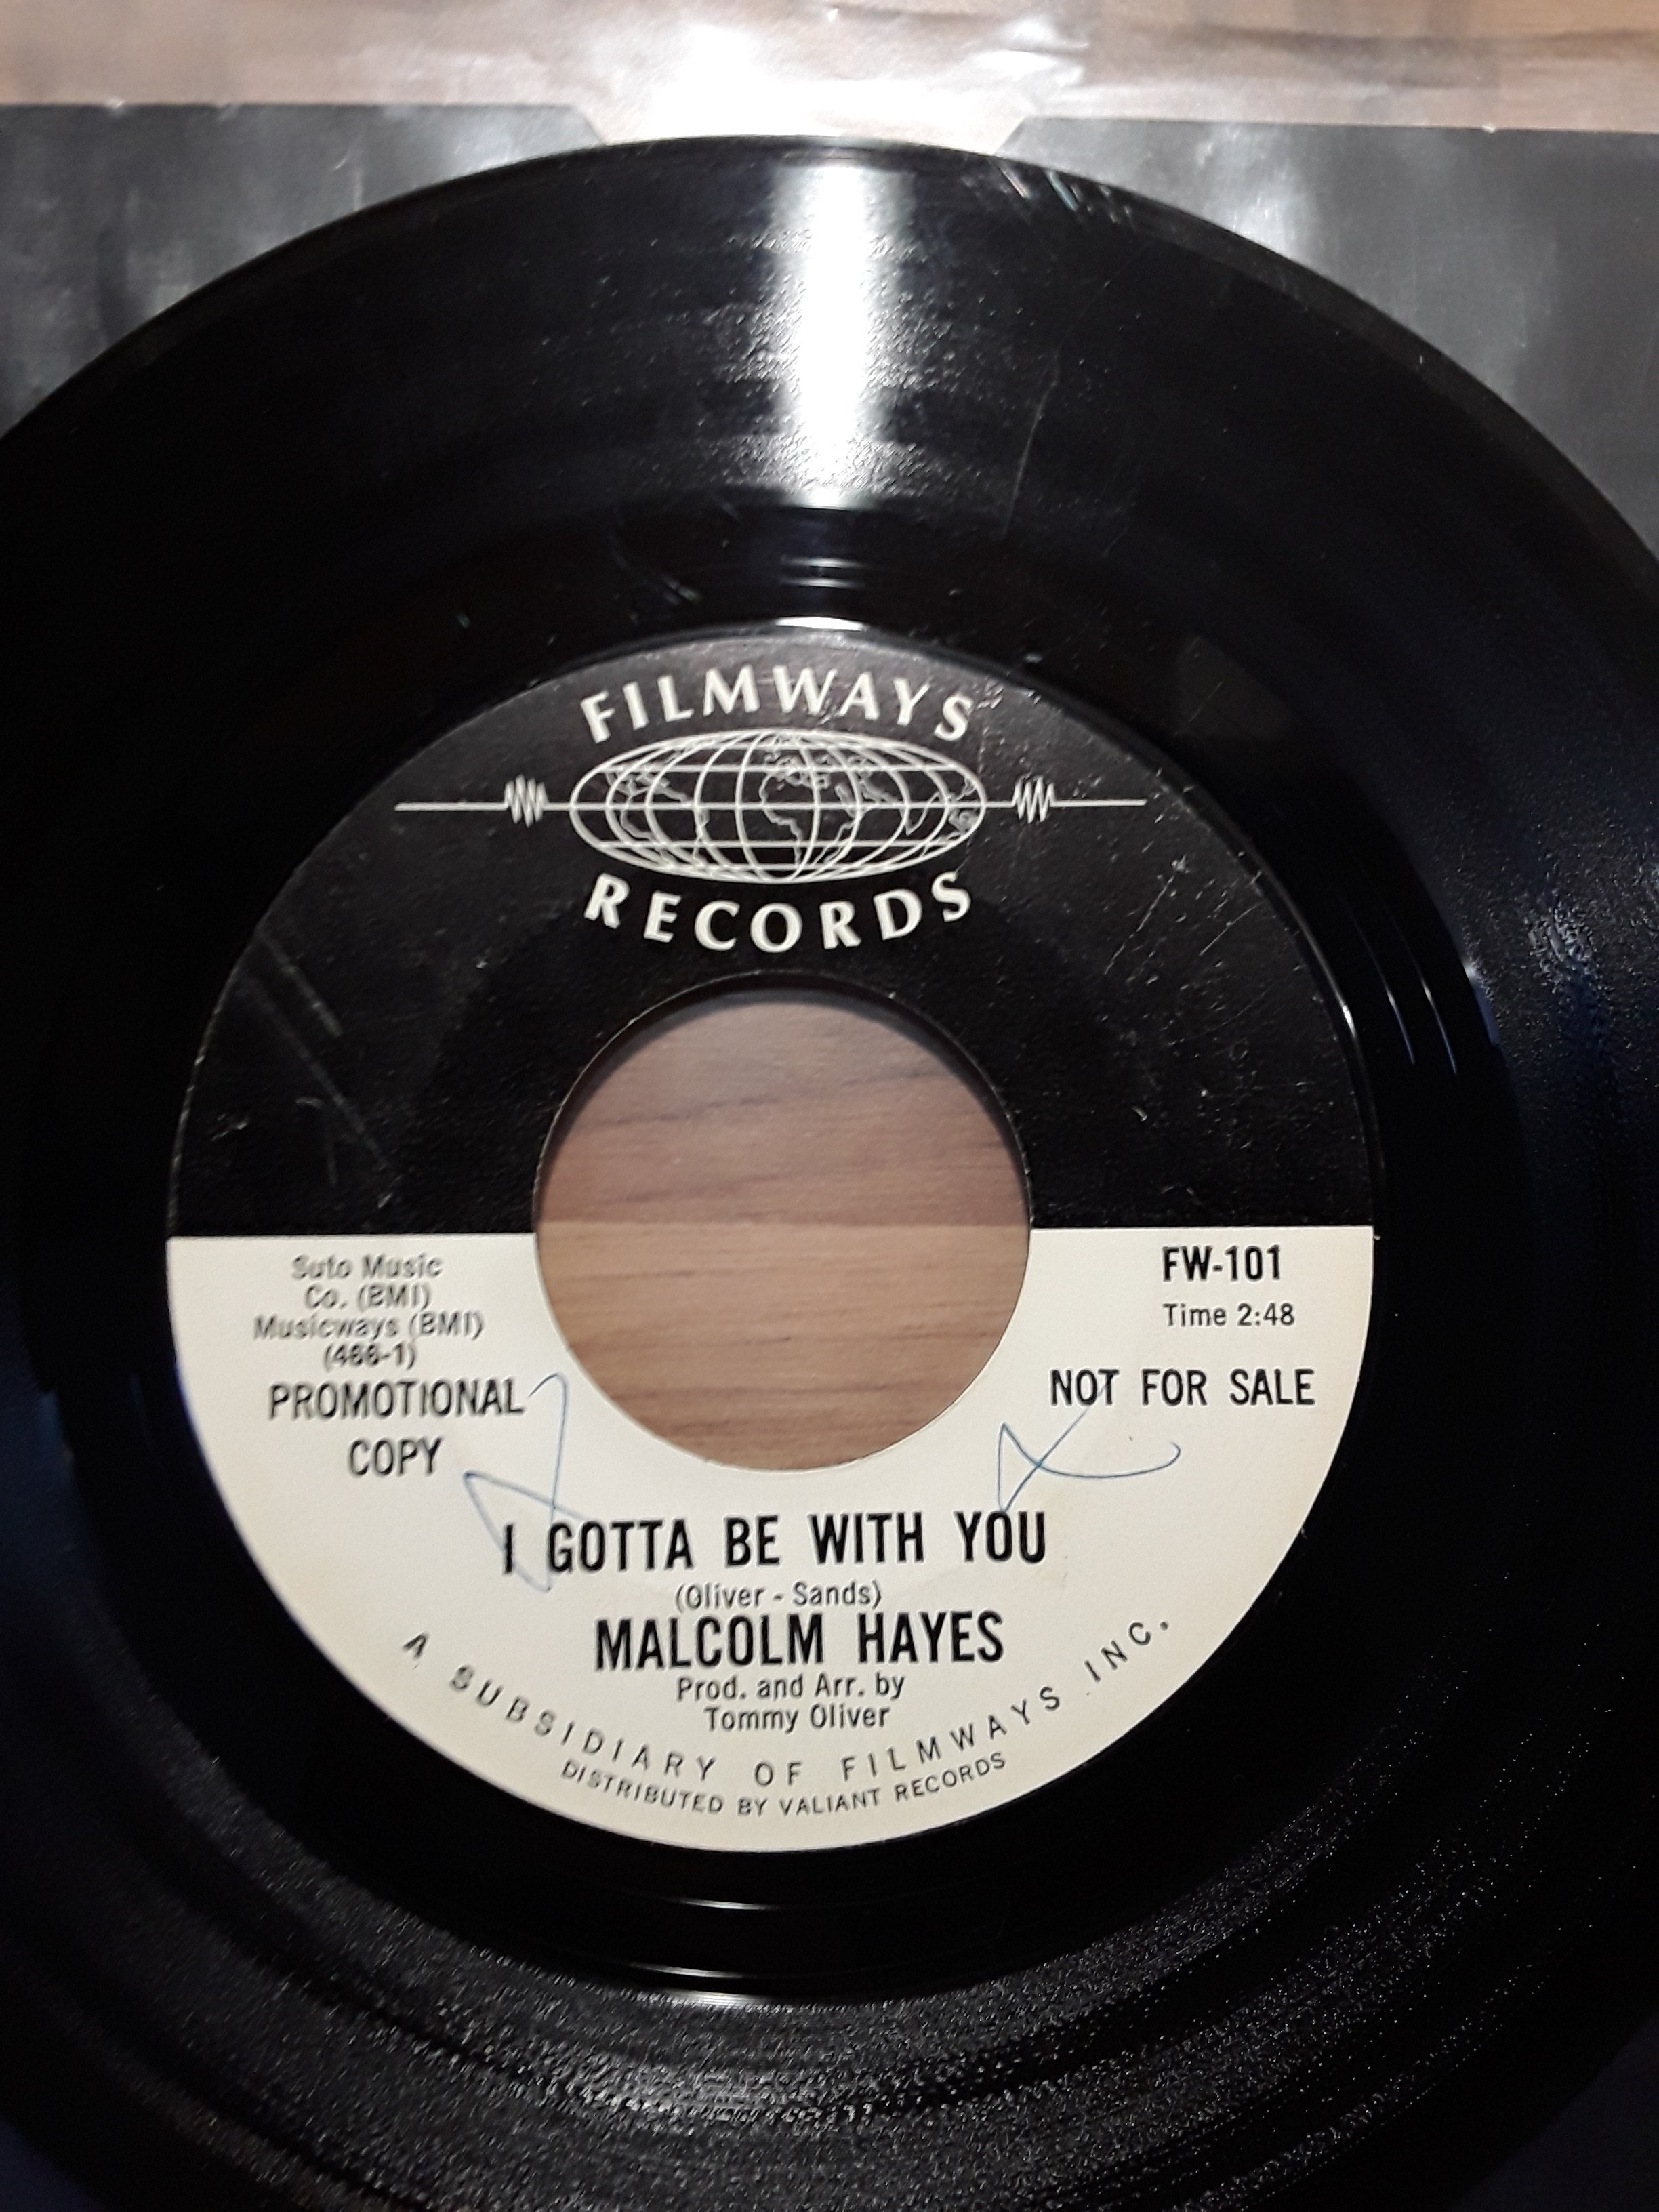 FILMWAYS
RECORDS
Suto Music
Co. (BMI)
Musicways (BMI)
(466-1)
PROMOTIONAL
COPY
FW-101
Time 2:48
NOT FOR SALE
I GOTTA BE WITH YOU
(Oliver - Sands)
MALCOLM HAYES
Prod. and Arr. by
Tommy Oliver
A SUBSIDIARY OF FILMWAYS INC.
DISTRIBUTED BY VALIANT RECORDS